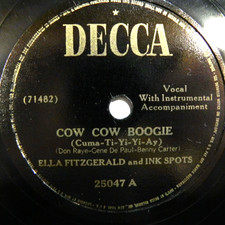 DECCA
(71482)
Vocal
With Instrumental
Accompaniment
COW COW BOOGIE
(Cuma-Ti-Yi-Yi-Ay)
(Don Raye-Gene De Paul-Benny Carter)
ELLA FITZGERALD and INK SPOTS
25047 A